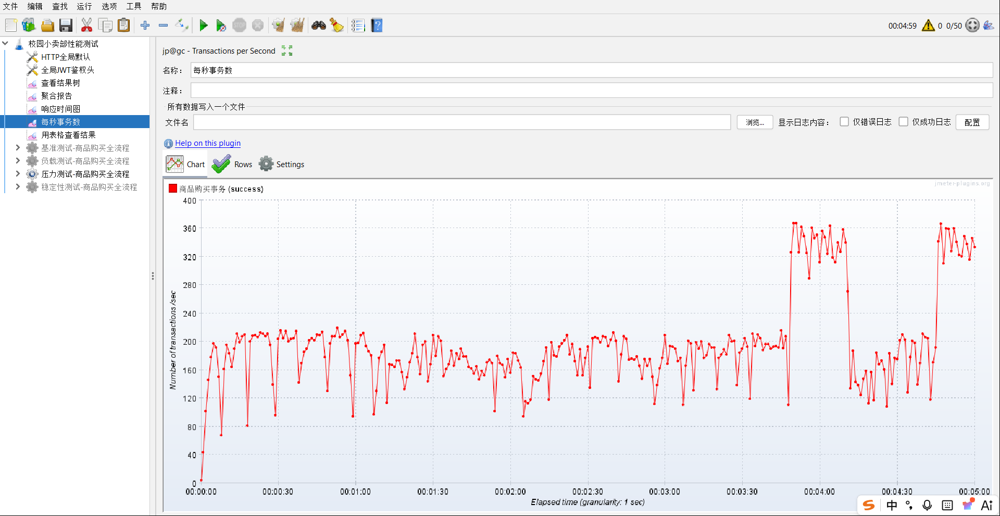 文件 编辑 查找 运行 选项 工具 帮助
STOP
00:04:59 0 0/50
校园小卖部性能测试
HTTP全局默认
全局JWT鉴权头
查看结果树
聚合报告
响应时间图
每秒事务数
用表格查看结果
基准测试-商品购买全流程
负载测试-商品购买全流程
压力测试-商品购买全流程
稳定性测试-商品购买全流程
jp@gc - Transactions per Second
名称： 每秒事务数
注释：
所有数据写入一个文件
文件名 浏览... 显示日志内容： 仅错误日志 仅成功日志 配置
Help on this plugin
Chart Rows Settings
商品购买事务 (success)
jmeter-plugins.org
400
360
320
280
240
200
160
120
80
40
0
Number of transactions /sec
00:00:00 00:00:30 00:01:00 00:01:30 00:02:00 00:02:30 00:03:00 00:03:30 00:04:00 00:04:30 00:05:00
Elapsed time (granularity: 1 sec)
S 中 °, Ai